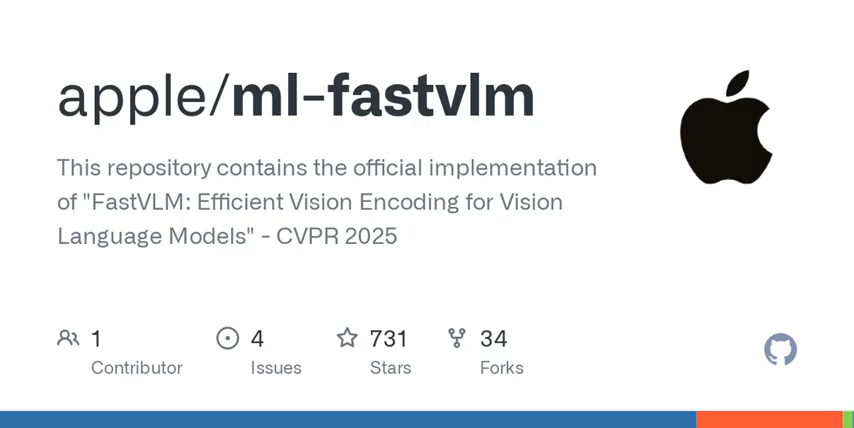 apple/ml-fastvlm
This repository contains the official implementation
of "FastVLM: Efficient Vision Encoding for Vision
Language Models" - CVPR 2025
1 4 731 34
Contributor Issues Stars Forks